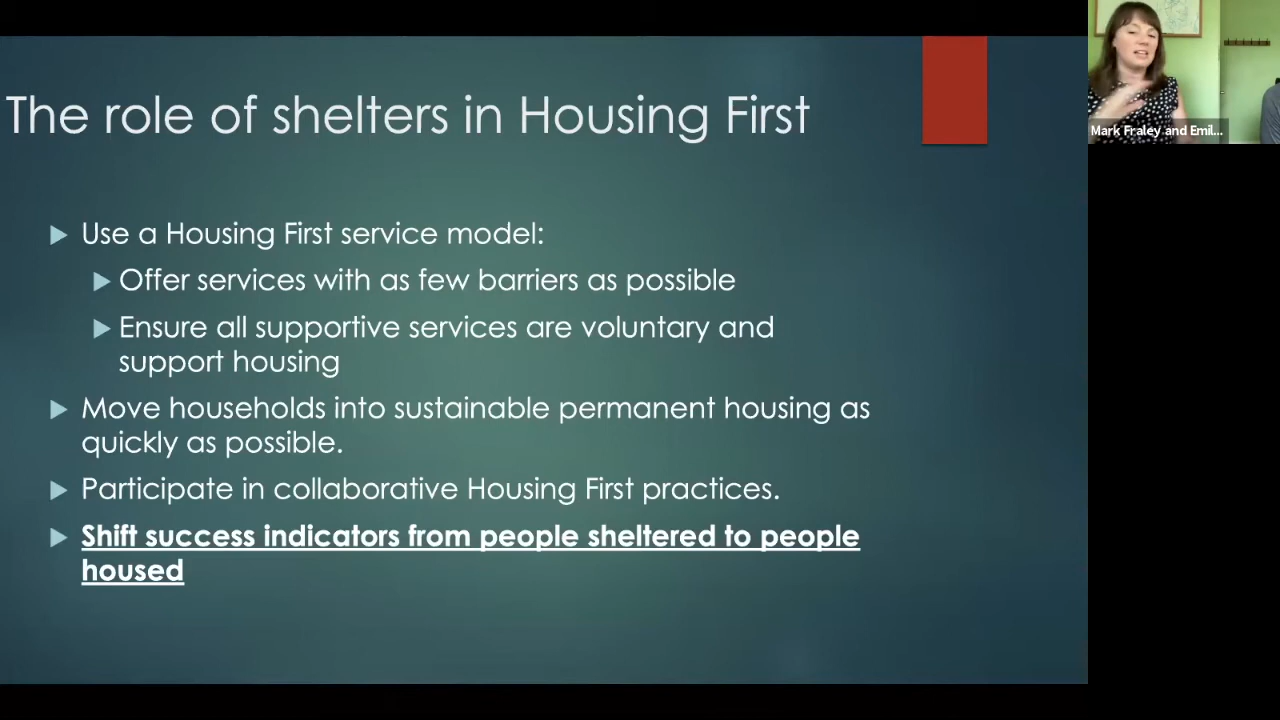 The role of shelters in Housing First
Use a Housing First service model:
Offer services with as few barriers as possible
Ensure all supportive services are voluntary and
support housing
Move households into sustainable permanent housing as
quickly as possible.
Participate in collaborative Housing First practices.
Shift success indicators from people sheltered to people
housed
Mark Fraley and Emil...